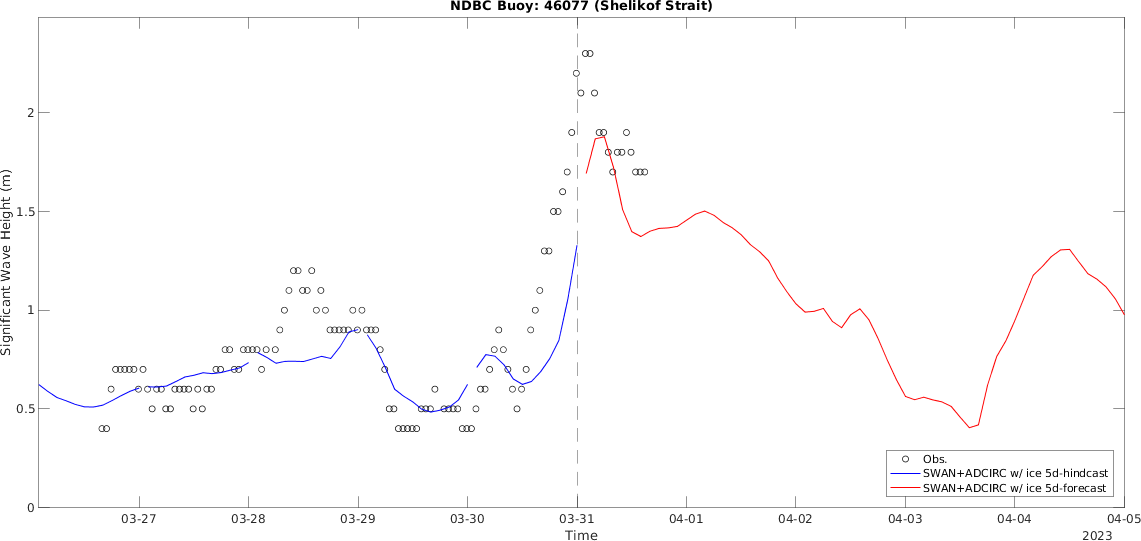 NDBC Buoy: 46077 (Shelikof Strait)
Significant Wave Height (m)
2
1.5
1
0.5
0
Obs.
SWAN+ADCIRC w/ ice 5d-hindcast
SWAN+ADCIRC w/ ice 5d-forecast
03-27 03-28 03-29 03-30 03-31 04-01 04-02 04-03 04-04 04-05
Time
2023